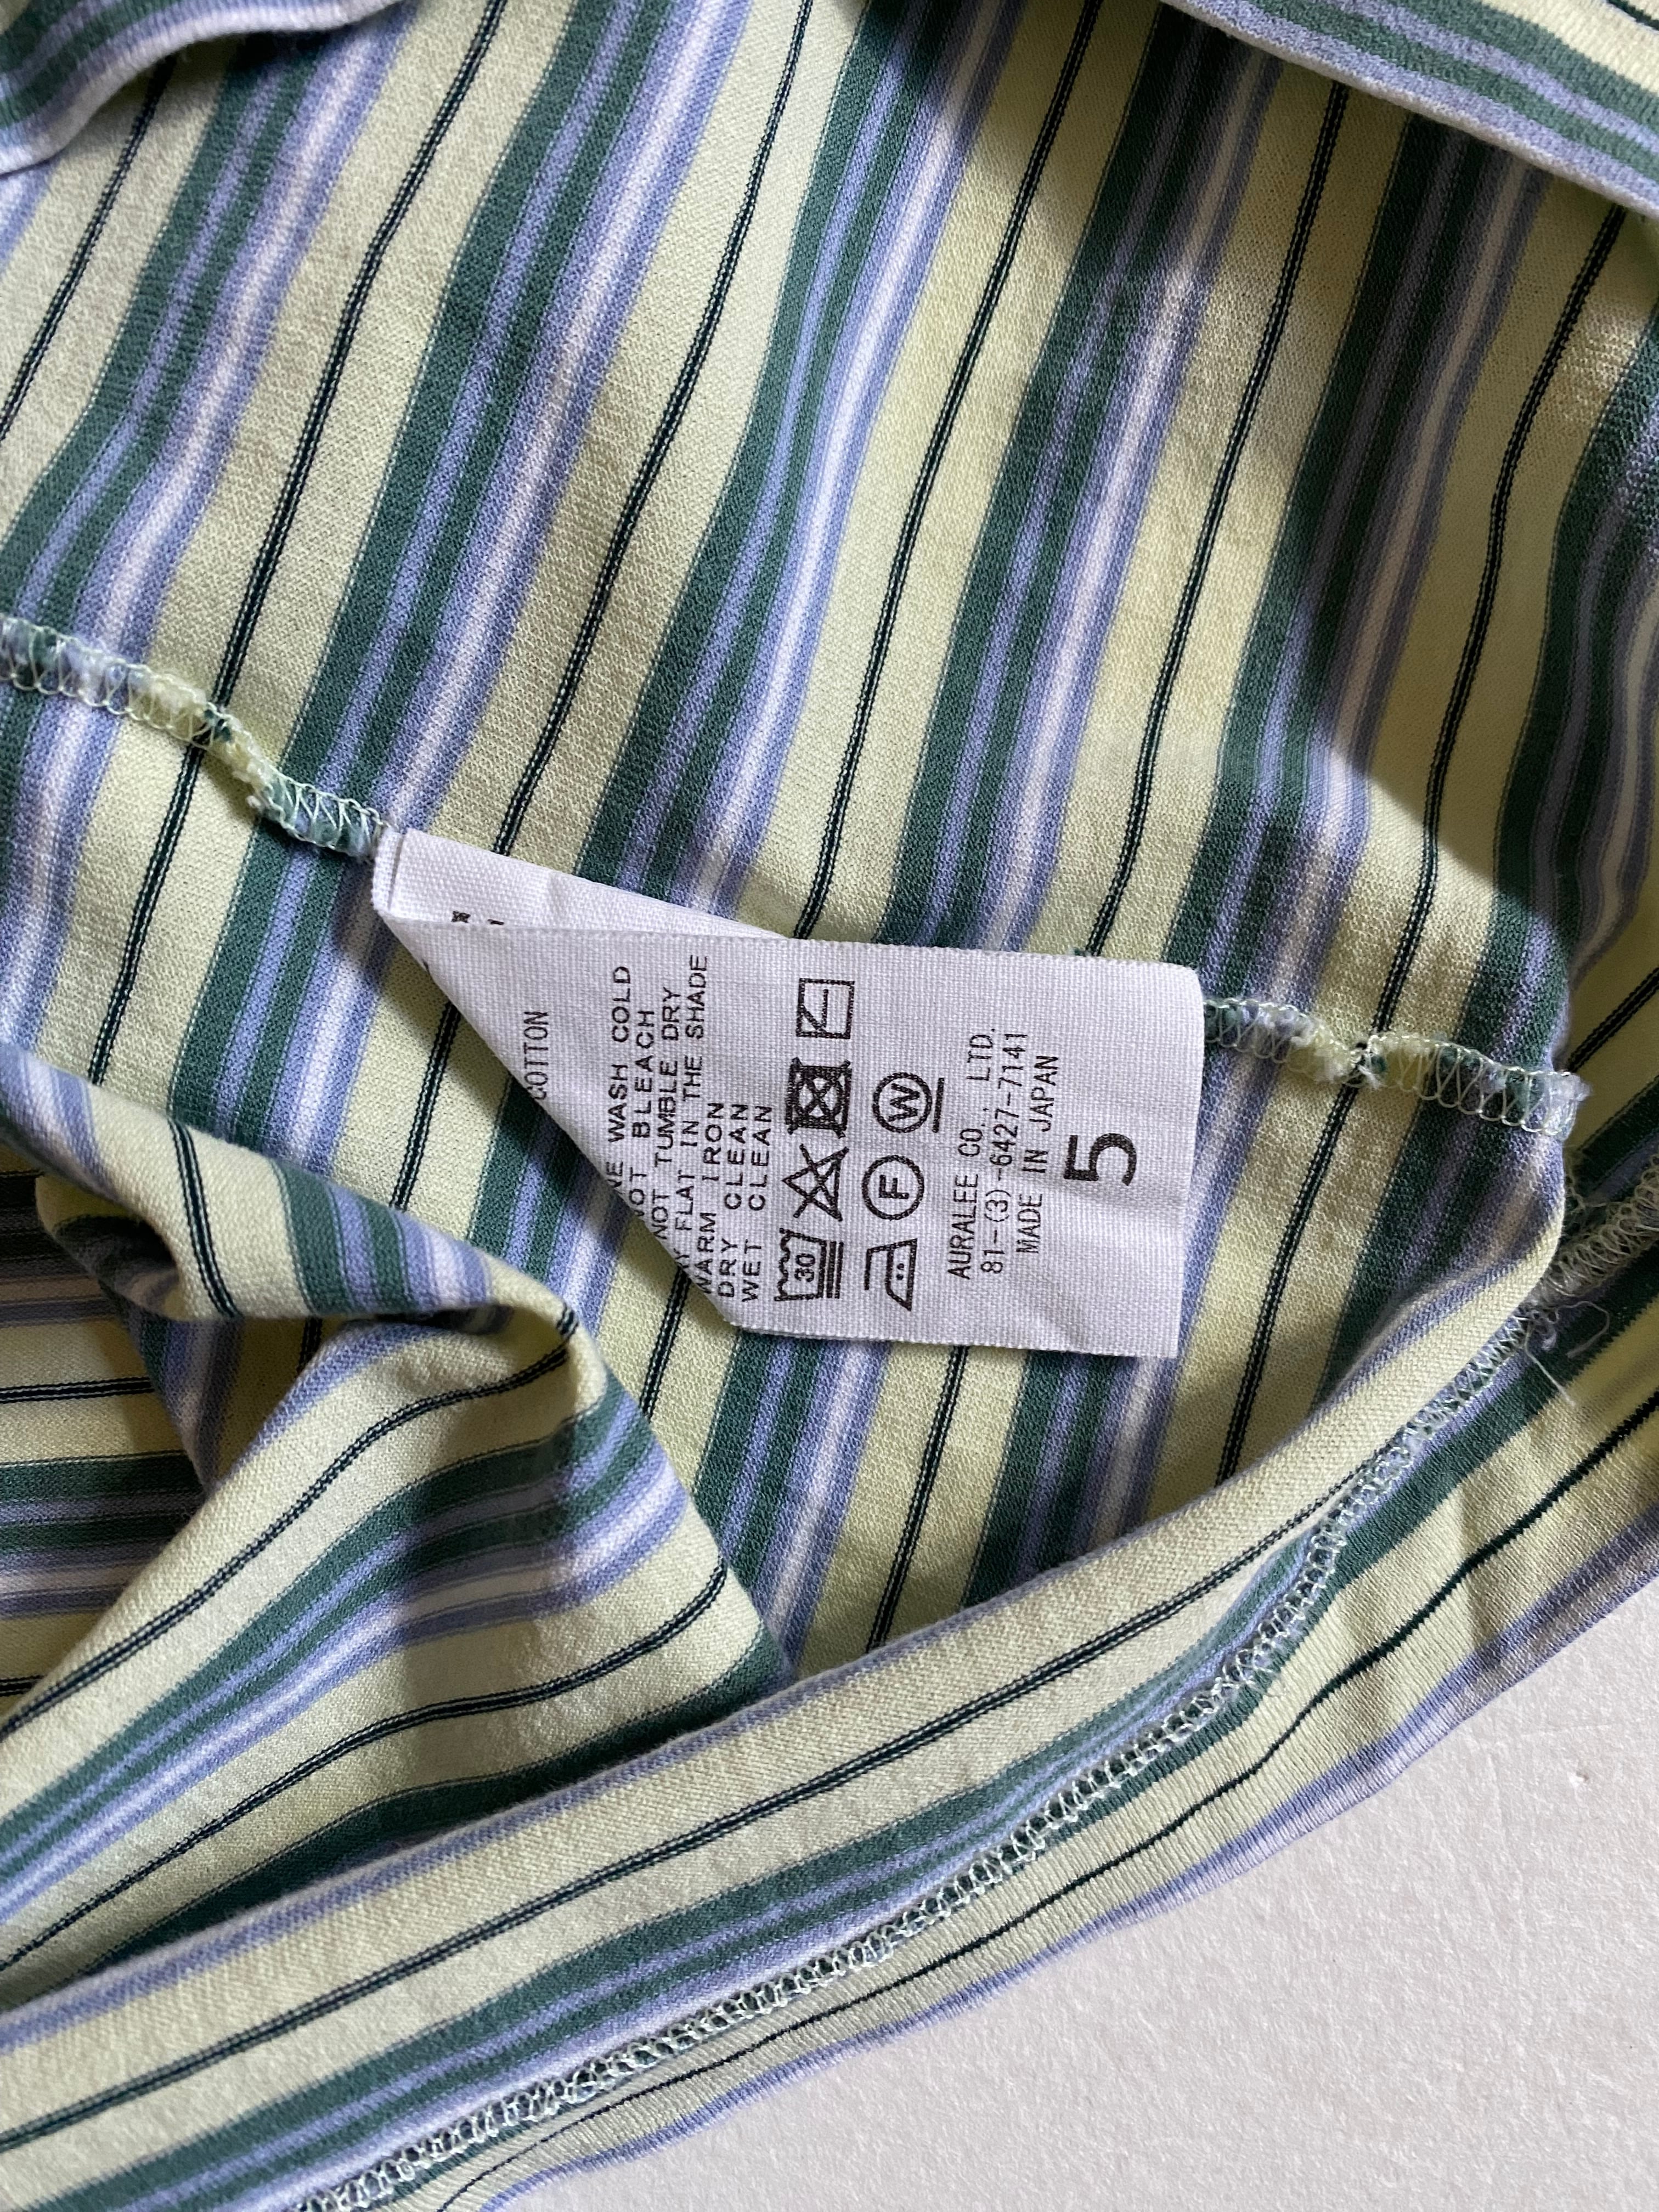 COTTON
WASH COLD
NOT BLEACH
NOT TUMBLE DRY
FLAT IN THE SHADE
WARM IRON
DRY CLEAN
WET CLEAN
30
F W
AURALEE CO., LTD.
81-(3)-6427-7141
MADE IN JAPAN
5